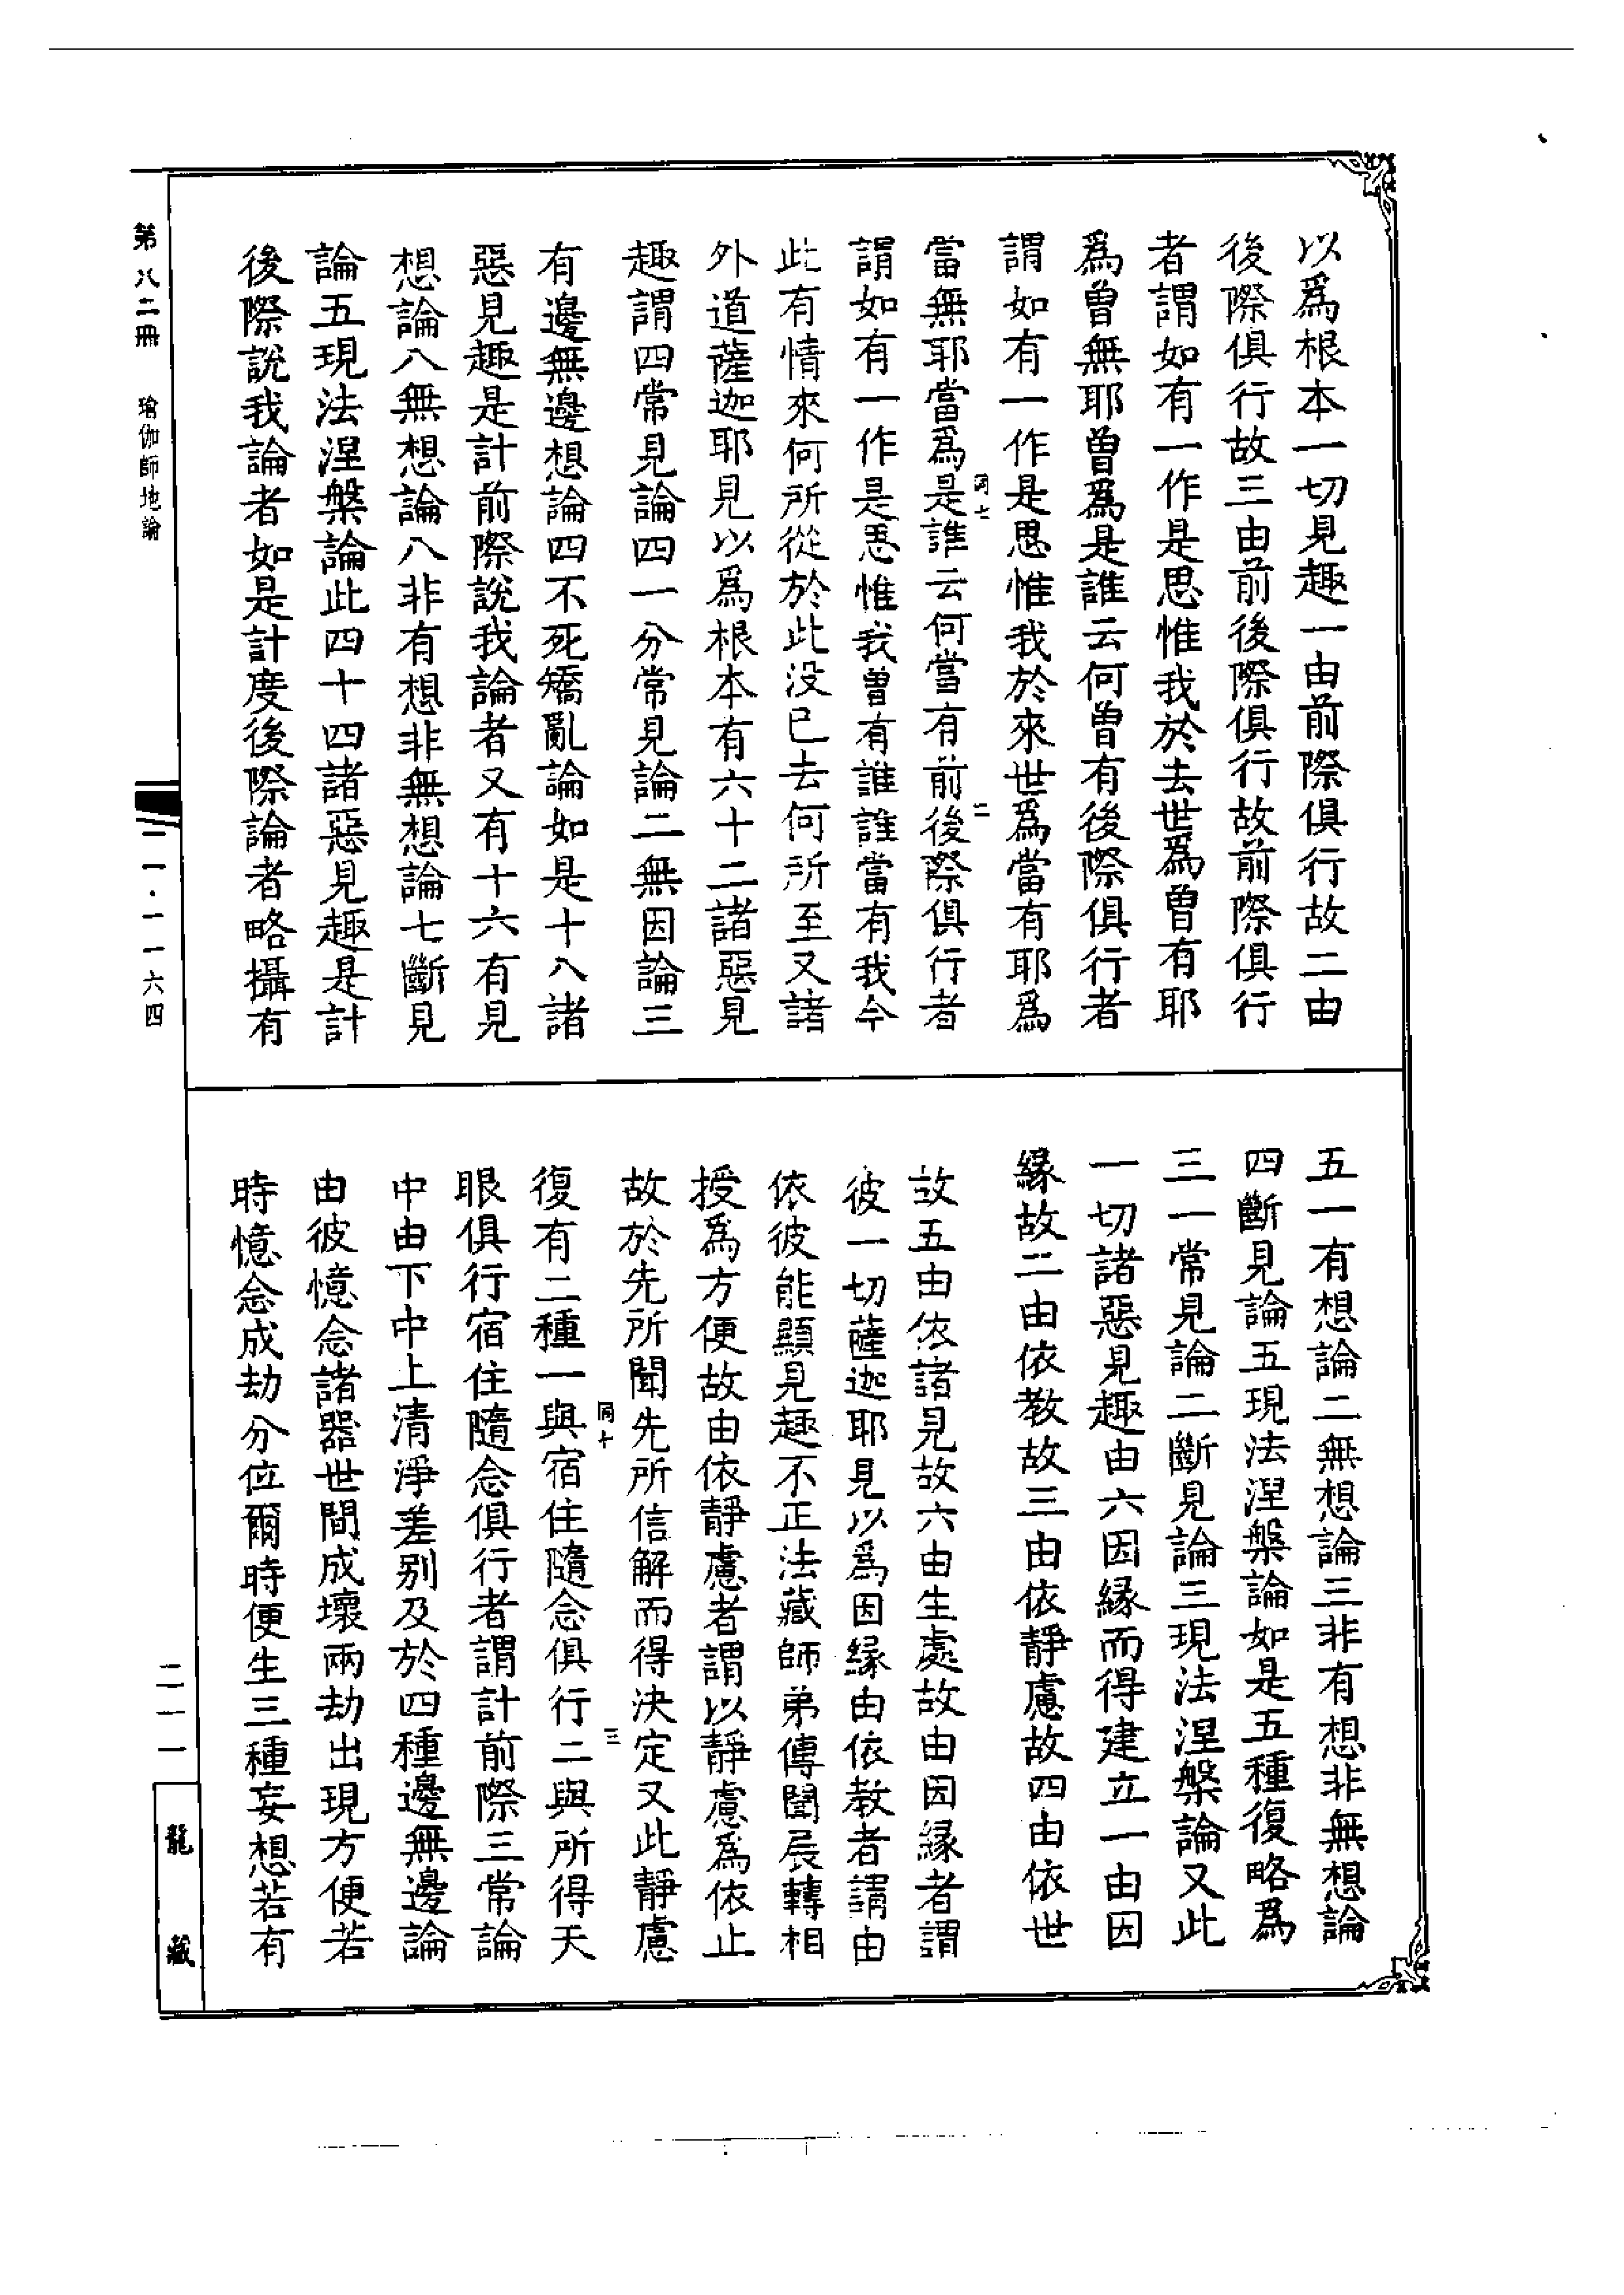 以為根本一切見趣一由前際俱行故二由
後際俱行故三由前後際俱行故前際俱行
者謂如有一作是思惟我於去世為曾有耶
為曾無耶曾為是誰云何曾有後際俱行者
謂如有一作是思惟我於來世為當有耶為
同七
二
當無耶當為是誰云何當有前後際俱行者
謂如有一作是思惟我曾有誰誰當有我今
此有情來何所從於此没已去何所至又諸
外道薩迦耶見以為根本有六十二諸惡見
趣謂四常見論四一分常見論二無因論三
有邊無邊想論四不死矯亂論如是十八諸
惡見趣是計前際說我論者又有十六有見
想論八無想論八非有想非無想論七斷見
論五現法涅槃論此四十四諸惡見趣是計
後際說我論者如是計度後際論者略攝有
五一有想論二無想論三非有想非無想論
四斷見論五現法涅槃論如是五種復略為
三一常見論二斷見論三現法涅槃論又此
一切諸惡見趣由六因緣而得建立一由因
緣故二由依教故三由依靜慮故四由依世
故五由依諸見故六由生處故由因緣者謂
彼一切薩迦耶見以為因緣由依教者謂由
依彼能顯見趣不正法藏師弟傳聞展轉相
授為方便故由依靜慮者謂以靜慮為依止
故於先所聞先所信解而得決定又此靜慮
同十
三
復有二種一與宿住隨念俱行二與所得天
眼俱行宿住隨念俱行者謂計前際三常論
中由下中上清淨差別及於四種邊無邊論
由彼憶念諸器世間成壞兩劫出現方便若
時憶念成劫分位爾時便生三種妄想若有
第八二冊
瑜伽師地論
二一·一一六四
二一一
龍藏